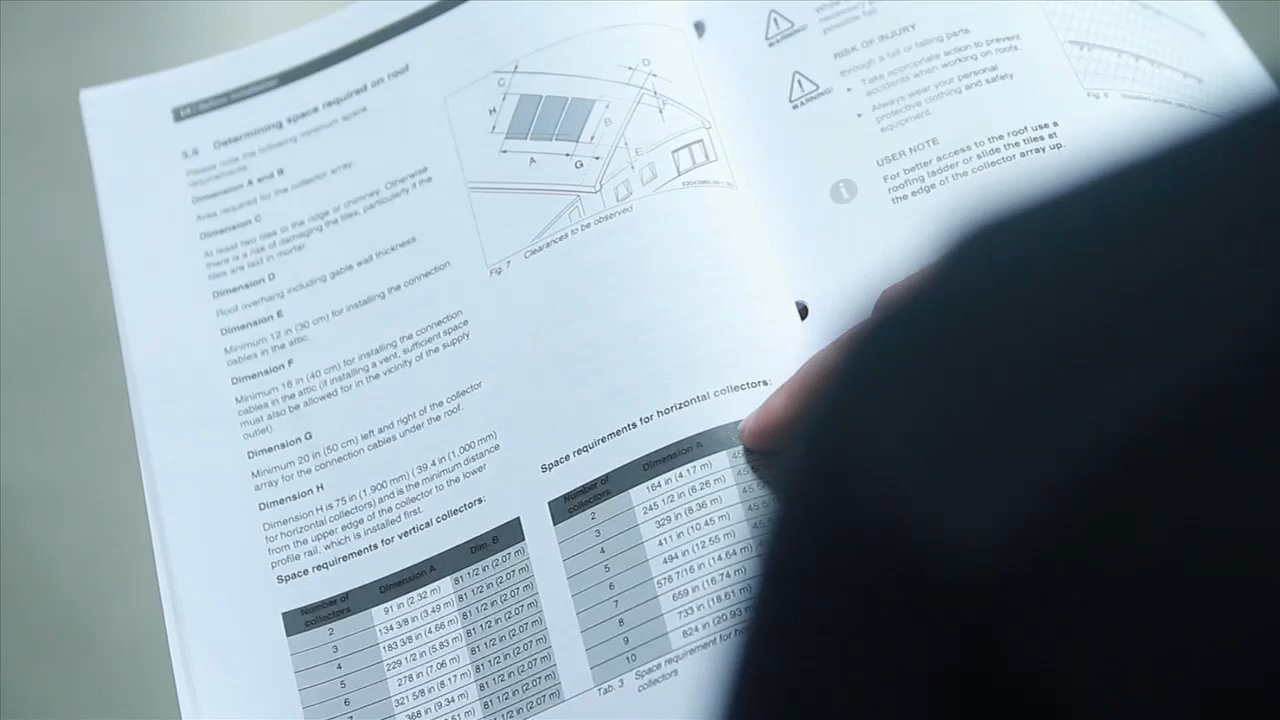 5.6 Determining space required on roof
Please note the following minimum space
requirements
Dimension A and B
Area required for the collector array
Dimension C
At least two tiles to the ridge or chimney. Otherwise
there is a risk of damaging the tiles, particularly if the
tiles are laid in mortar.
Dimension D
Roof overhang including gable wall thickness
Dimension E
Minimum 12 in (30 cm) for installing the connection
cables in the attic.
Dimension F
Minimum 16 in (40 cm) for installing the connection
cables in the attic (if installing a vent, sufficient space
must also be allowed for in the vicinity of the supply
outlet).
Dimension G
Minimum 20 in (50 cm) left and right of the collector
array for the connection cables under the roof.
Dimension H
Dimension H is 75 in (1,900 mm) ( 39.4 in (1,000 mm)
for horizontal collectors) and is the minimum distance
from the upper edge of the collector to the lower
profile rail, which is installed first.
Space requirements for vertical collectors:
Number of collectors Dimension A Dim. B
2 91 in (2.32 m) 81 1/2 in (2.07 m)
3 134 3/8 in (3.49 m) 81 1/2 in (2.07 m)
4 183 3/8 in (4.66 m) 81 1/2 in (2.07 m)
5 229 1/2 in (5.83 m) 81 1/2 in (2.07 m)
6 278 in (7.06 m) 81 1/2 in (2.07 m)
321 5/8 in (8.17 m) 81 1/2 in (2.07 m)
368 in (9.34 m) 81 1/2 in (2.07 m)
1/2 in (2.07 m)
C
D
H
B
F
A
G
E
Fig. 7 Clearances to be observed
Space requirements for horizontal collectors:
Number of collectors Dimension A
2 164 in (4.17 m) 45
3 245 1/2 in (6.26 m) 45
4 329 in (8.36 m) 45
5 411 in (10.45 m) 45
6 494 in (12.55 m) 45
7 576 7/16 in (14.64 m)
8 659 in (16.74 m)
9 733 in (18.61 m)
10 824 in (20.93 m)
Tab. 3 Space requirement for
collectors
possible fall.
WARNING!
RISK OF INJURY
through a fall or falling parts.
WARNING!
Take appropriate action to prevent
accidents when working on roofs.
Always wear your personal
protective clothing and safety
equipment.
USER NOTE
For better access to the roof use a
roofing ladder or slide the tiles at
the edge of the collector array up.
Fig. 6